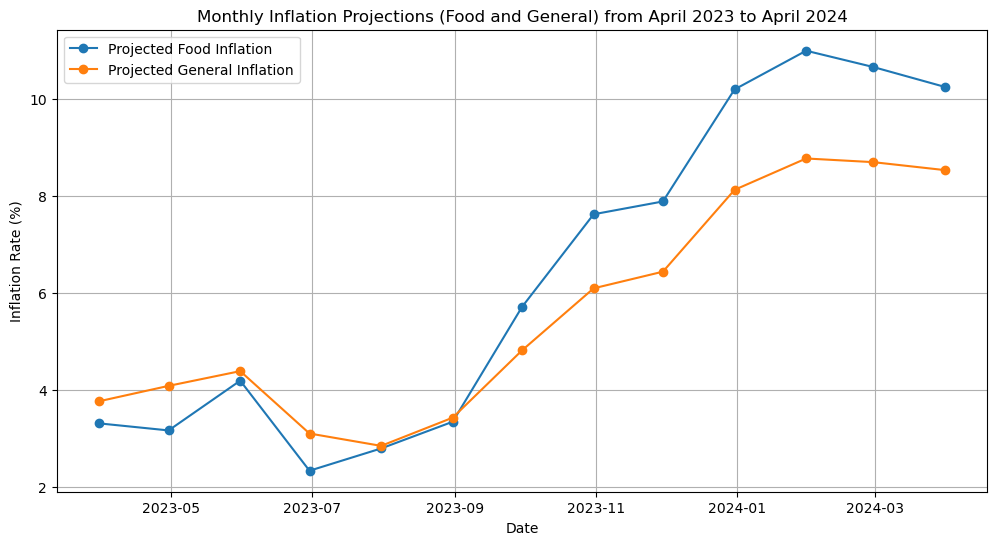 Monthly Inflation Projections (Food and General) from April 2023 to April 2024
Projected Food Inflation
Projected General Inflation
Inflation Rate (%)
10
8
6
4
2
2023-05
2023-07
2023-09
2023-11
2024-01
2024-03
Date